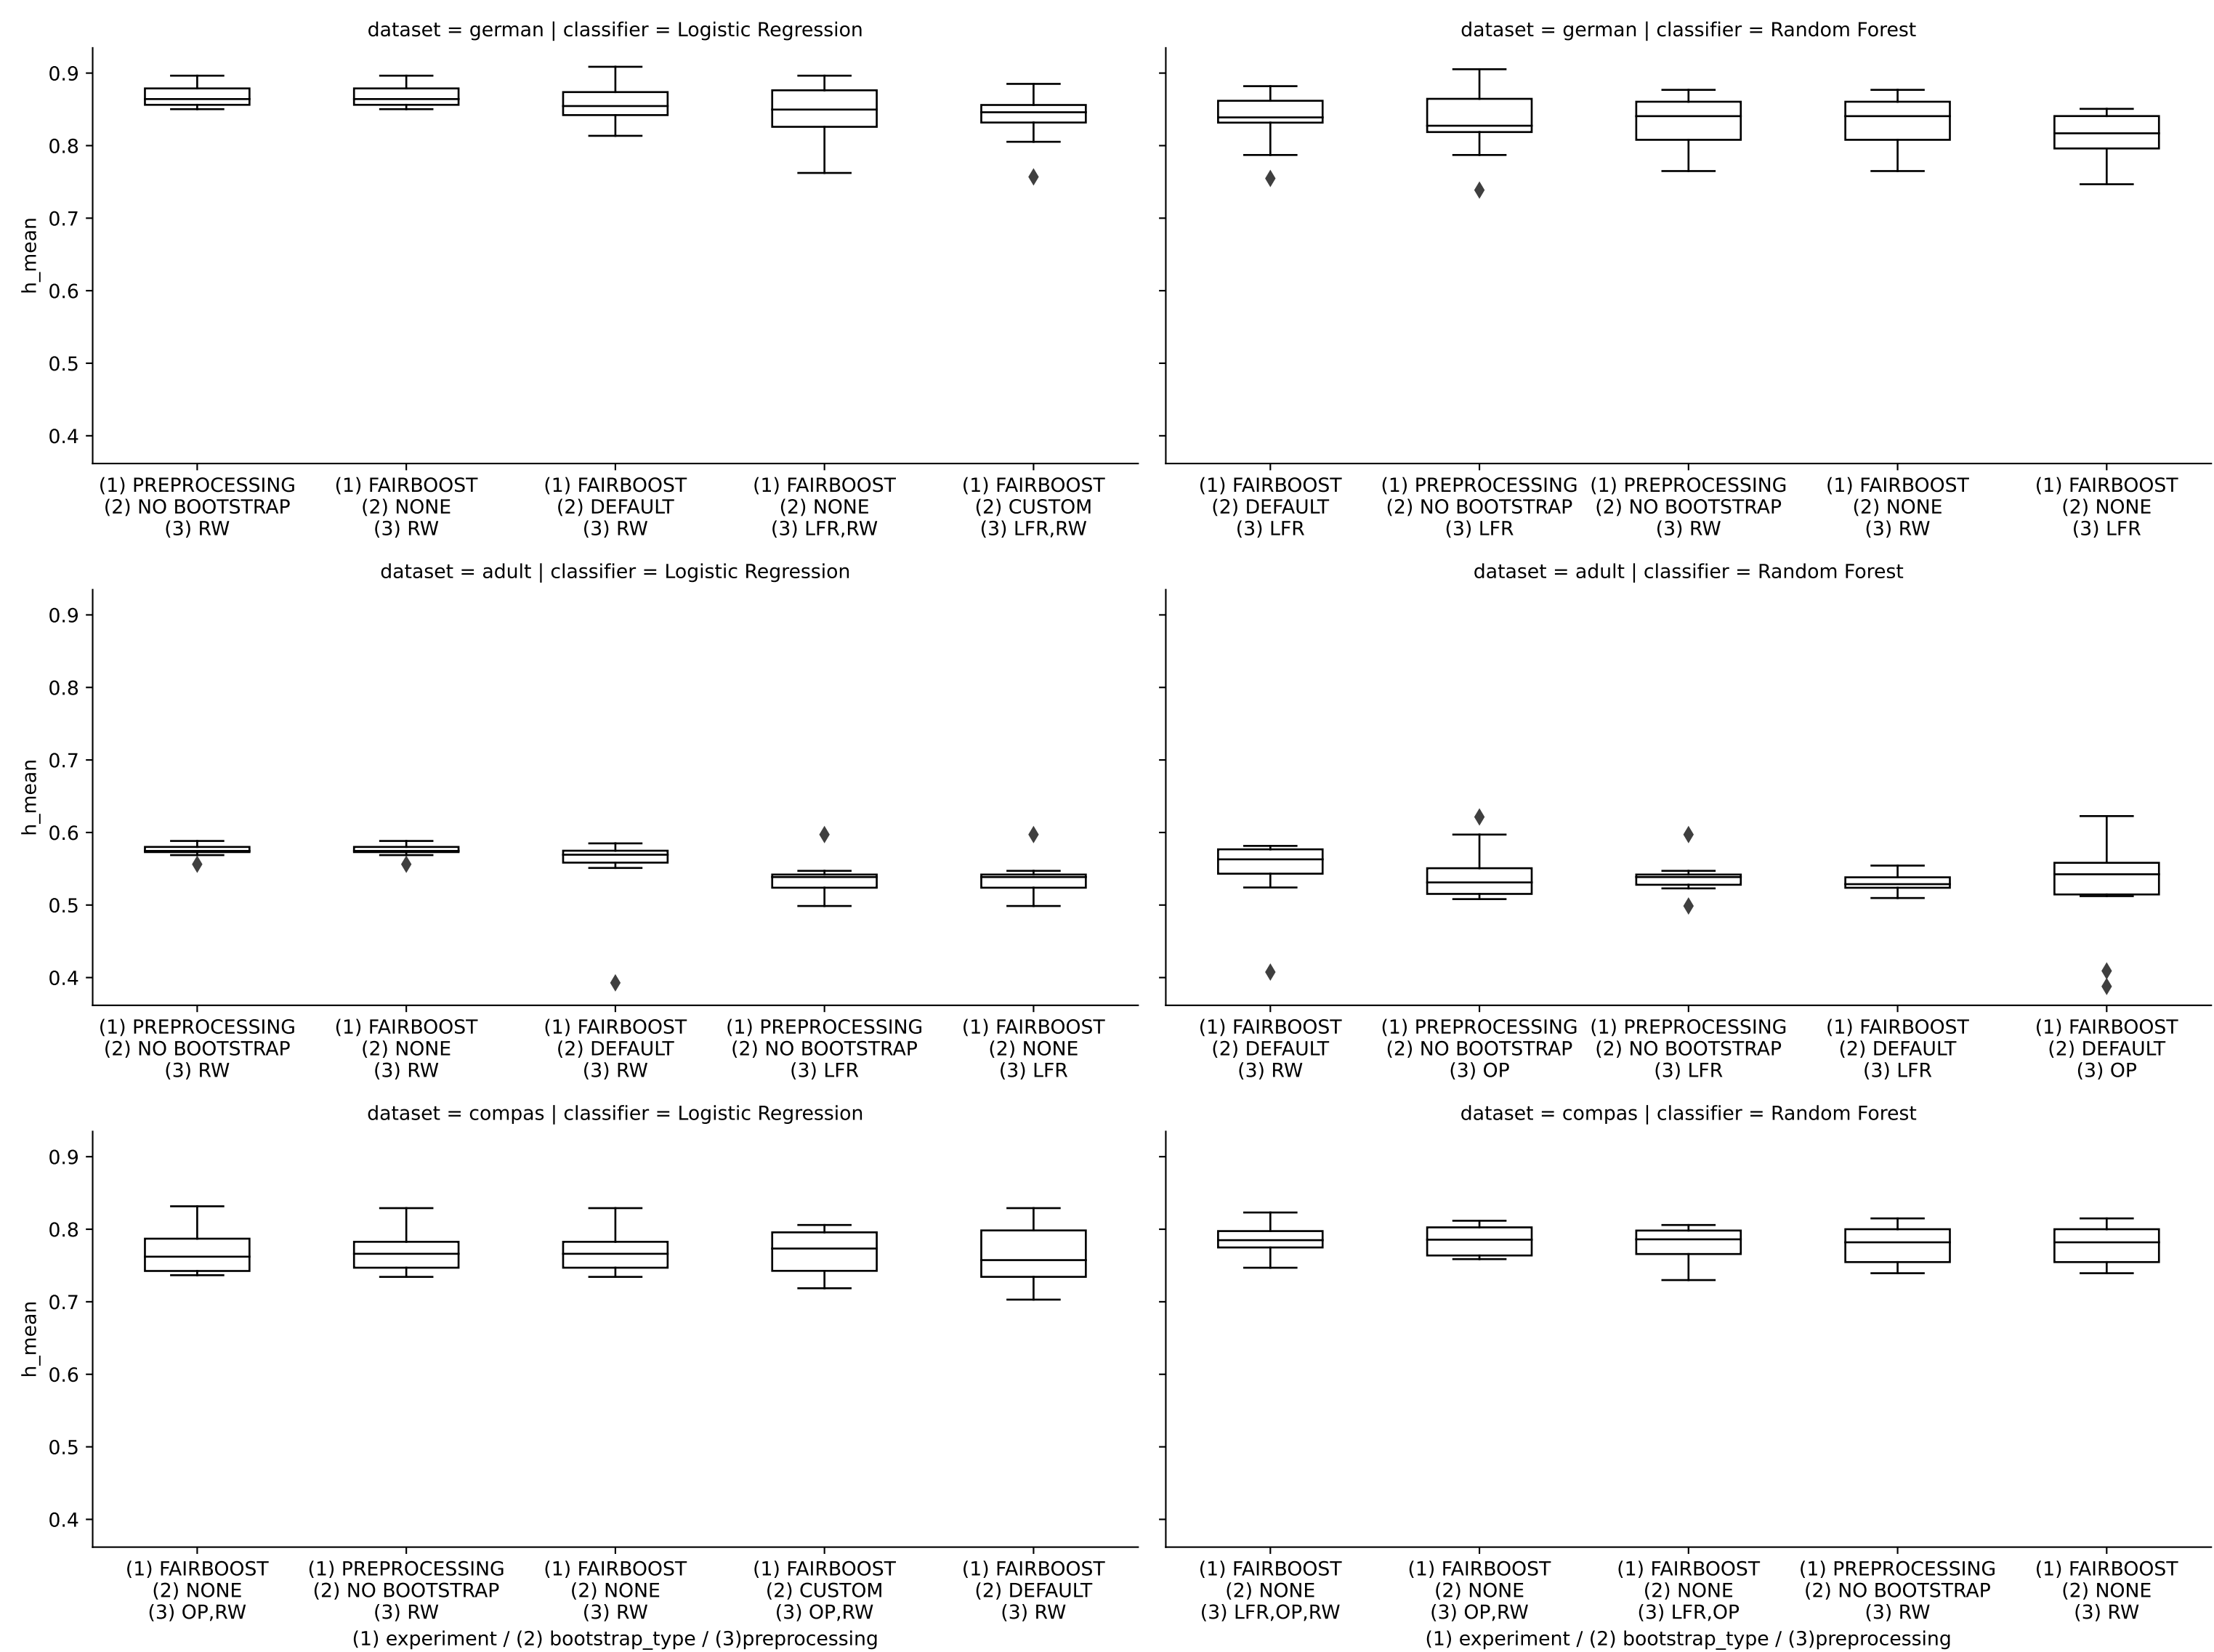 dataset = german | classifier = Logistic Regression
dataset = german | classifier = Random Forest
h_mean
0.9
0.8
0.7
0.6
0.5
0.4
(1) PREPROCESSING
(2) NO BOOTSTRAP
(3) RW
(1) FAIRBOOST
(2) NONE
(3) RW
(1) FAIRBOOST
(2) DEFAULT
(3) RW
(1) FAIRBOOST
(2) NONE
(3) LFR,RW
(1) FAIRBOOST
(2) CUSTOM
(3) LFR,RW
(1) FAIRBOOST
(2) DEFAULT
(3) LFR
(1) PREPROCESSING
(2) NO BOOTSTRAP
(3) LFR
(1) PREPROCESSING
(2) NO BOOTSTRAP
(3) RW
(1) FAIRBOOST
(2) NONE
(3) RW
(1) FAIRBOOST
(2) NONE
(3) LFR
dataset = adult | classifier = Logistic Regression
dataset = adult | classifier = Random Forest
h_mean
0.9
0.8
0.7
0.6
0.5
0.4
(1) PREPROCESSING
(2) NO BOOTSTRAP
(3) RW
(1) FAIRBOOST
(2) NONE
(3) RW
(1) FAIRBOOST
(2) DEFAULT
(3) RW
(1) PREPROCESSING
(2) NO BOOTSTRAP
(3) LFR
(1) FAIRBOOST
(2) NONE
(3) LFR
(1) FAIRBOOST
(2) DEFAULT
(3) RW
(1) PREPROCESSING
(2) NO BOOTSTRAP
(3) OP
(1) PREPROCESSING
(2) NO BOOTSTRAP
(3) LFR
(1) FAIRBOOST
(2) DEFAULT
(3) LFR
(1) FAIRBOOST
(2) DEFAULT
(3) OP
dataset = compas | classifier = Logistic Regression
dataset = compas | classifier = Random Forest
h_mean
0.9
0.8
0.7
0.6
0.5
0.4
(1) FAIRBOOST
(2) NONE
(3) OP,RW
(1) PREPROCESSING
(2) NO BOOTSTRAP
(3) RW
(1) FAIRBOOST
(2) NONE
(3) RW
(1) FAIRBOOST
(2) CUSTOM
(3) OP,RW
(1) FAIRBOOST
(2) DEFAULT
(3) RW
(1) FAIRBOOST
(2) NONE
(3) LFR,OP,RW
(1) FAIRBOOST
(2) NONE
(3) OP,RW
(1) FAIRBOOST
(2) NONE
(3) LFR,OP
(1) PREPROCESSING
(2) NO BOOTSTRAP
(3) RW
(1) FAIRBOOST
(2) NONE
(3) RW
(1) experiment / (2) bootstrap_type / (3)preprocessing
(1) experiment / (2) bootstrap_type / (3)preprocessing